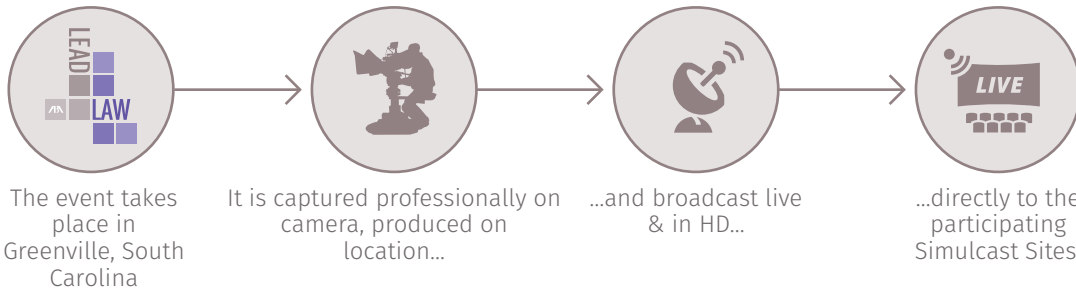 LEAD
LAW
LIVE
The event takes
place in
Greenville, South
Carolina
It is captured professionally on
camera, produced on
location...
...and broadcast live
& in HD...
...directly to the
participating
Simulcast Sites